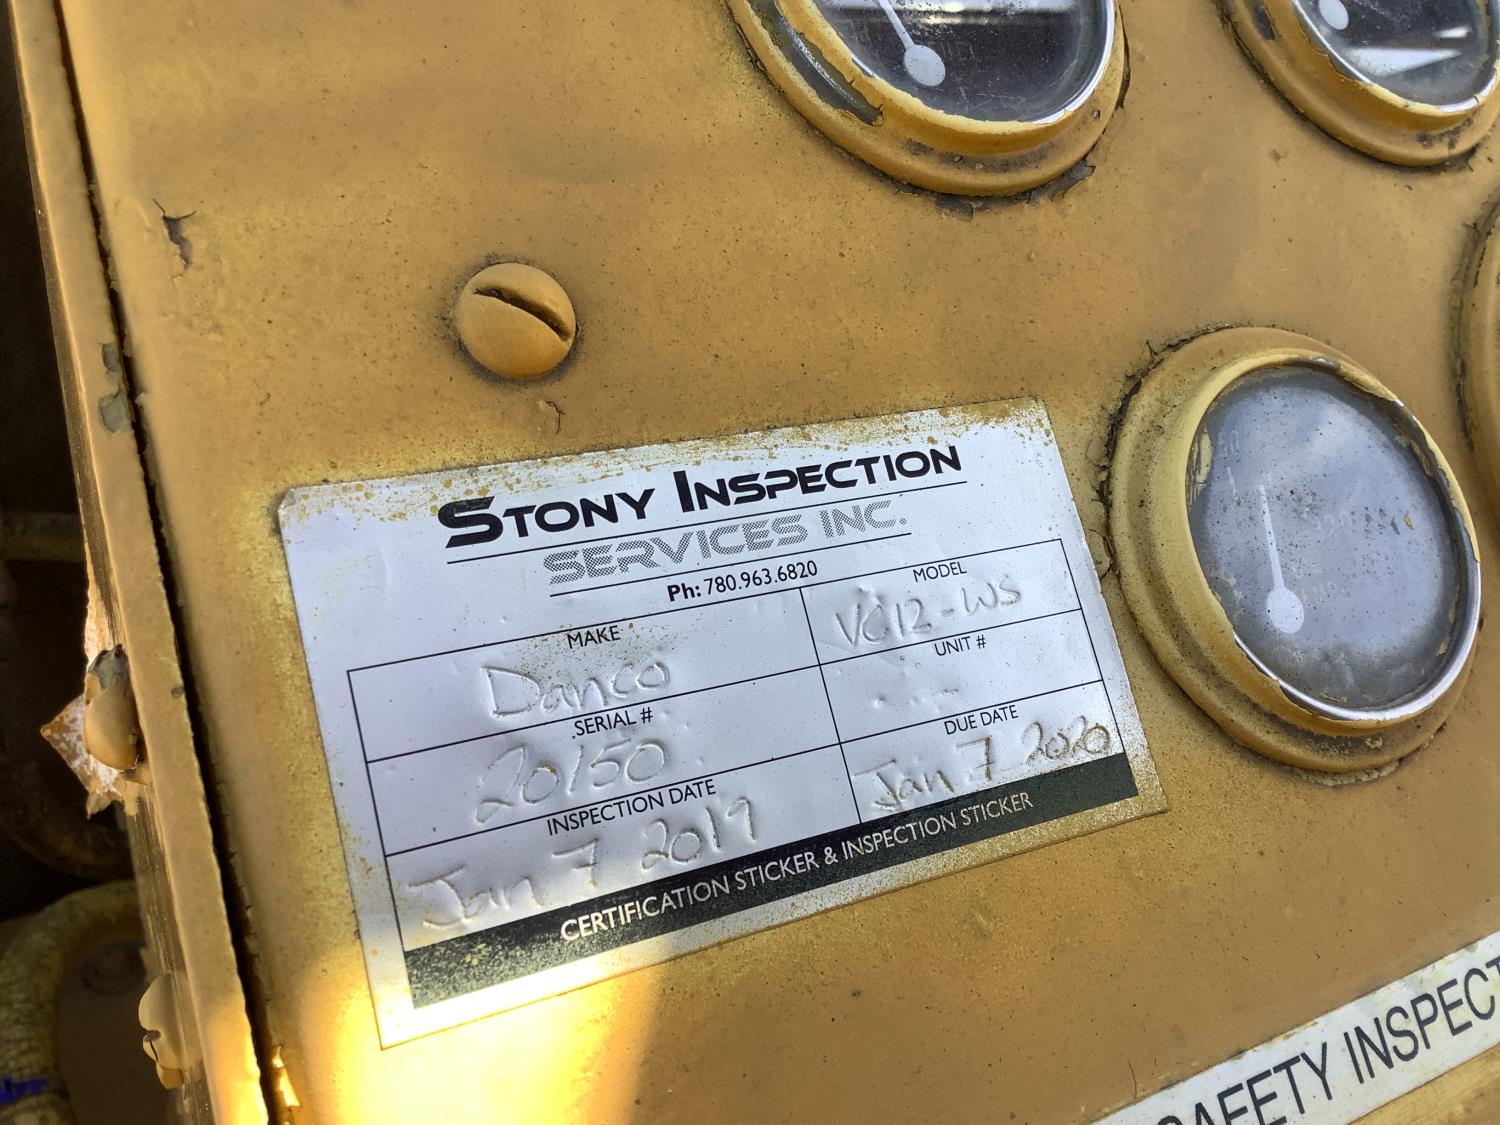 STONY INSPECTION
SERVICES INC.
Ph: 780.963.6820
MAKE
Danco
MODEL
VC12-WS
SERIAL #
20150
UNIT #
INSPECTION DATE
Jan 7 2019
DUE DATE
Jan 7 2020
CERTIFICATION STICKER & INSPECTION STICKER
SAFETY INSPECT